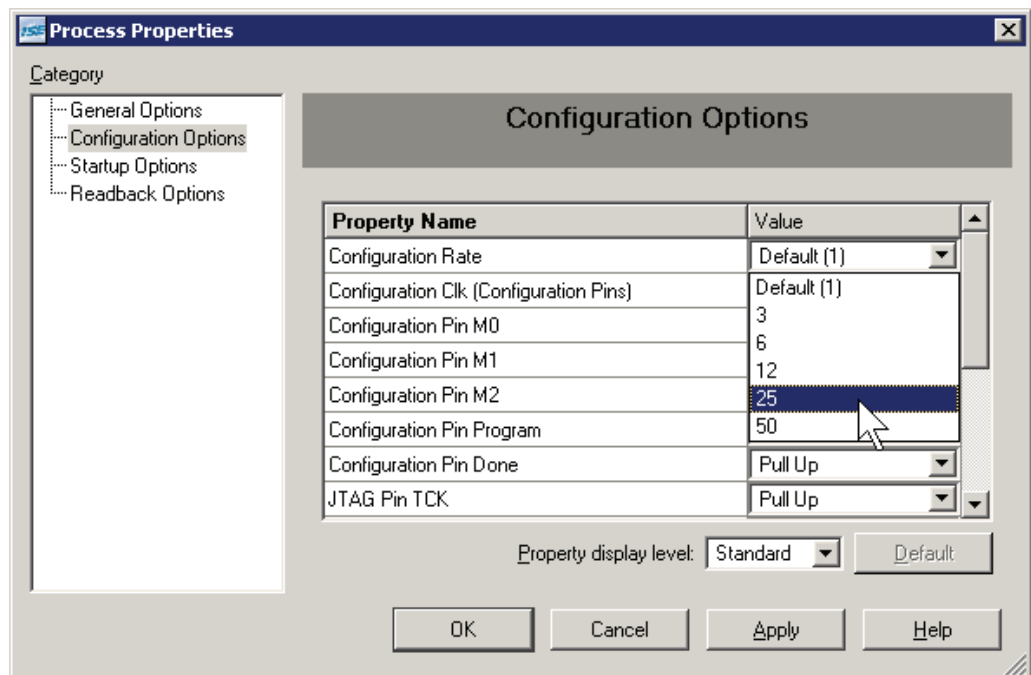 ISE Process Properties
Category
General Options
Configuration Options
Startup Options
Readback Options
Configuration Options
Property Name Value
Configuration Rate Default (1)
Configuration Clk (Configuration Pins) Default (1)
3
Configuration Pin M0
6
Configuration Pin M1 12
Configuration Pin M2 25
Configuration Pin Program 50
Configuration Pin Done Pull Up
JTAG Pin TCK Pull Up
Property display level: Standard Default
OK Cancel Apply Help